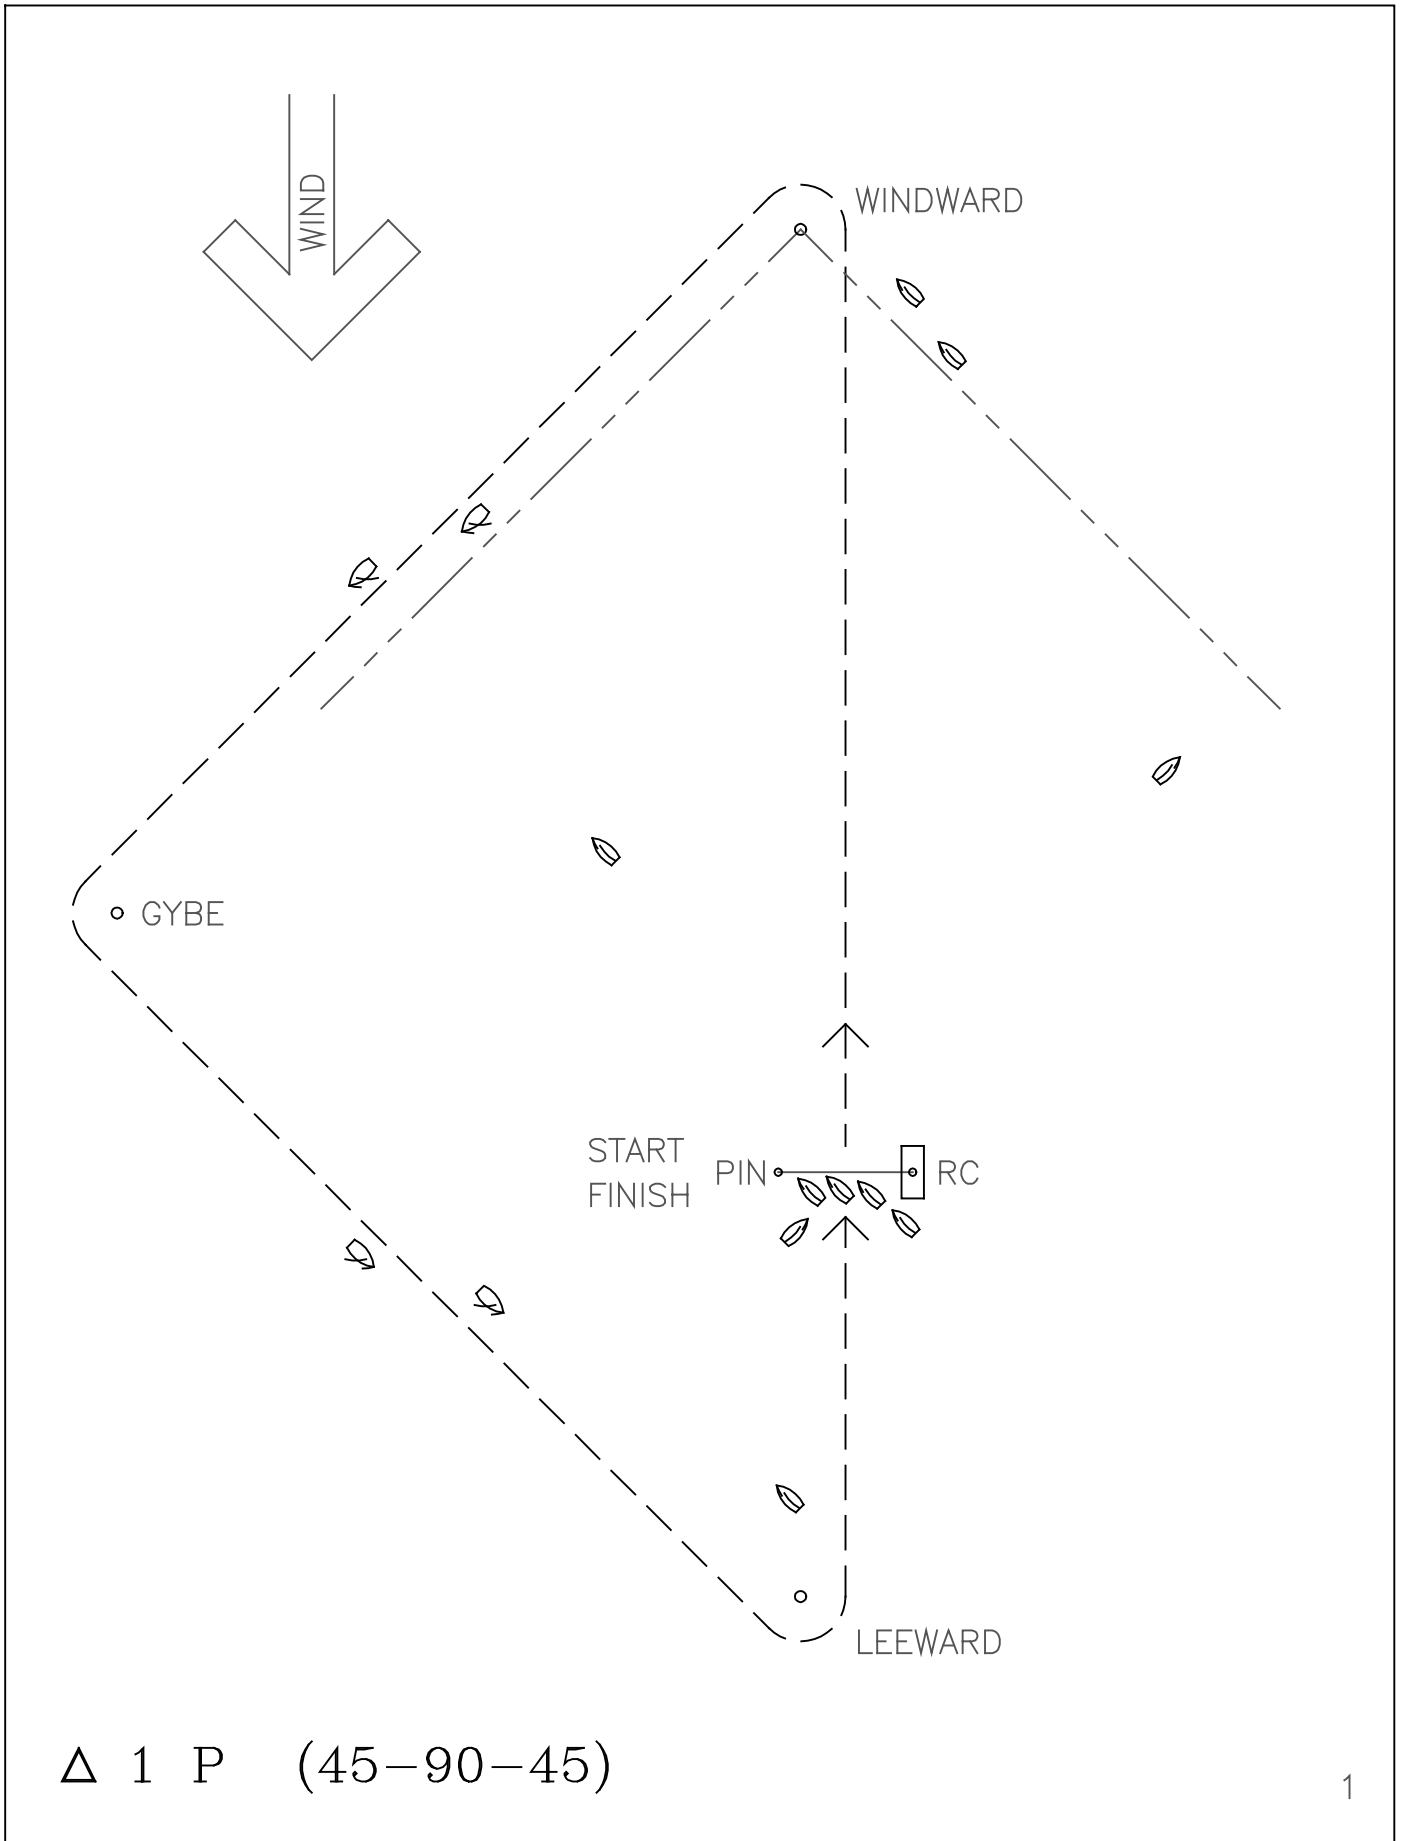 WIND
WINDWARD
GYBE
START
FINISH
PIN
RC
LEEWARD
Δ 1 P (45-90-45)
1